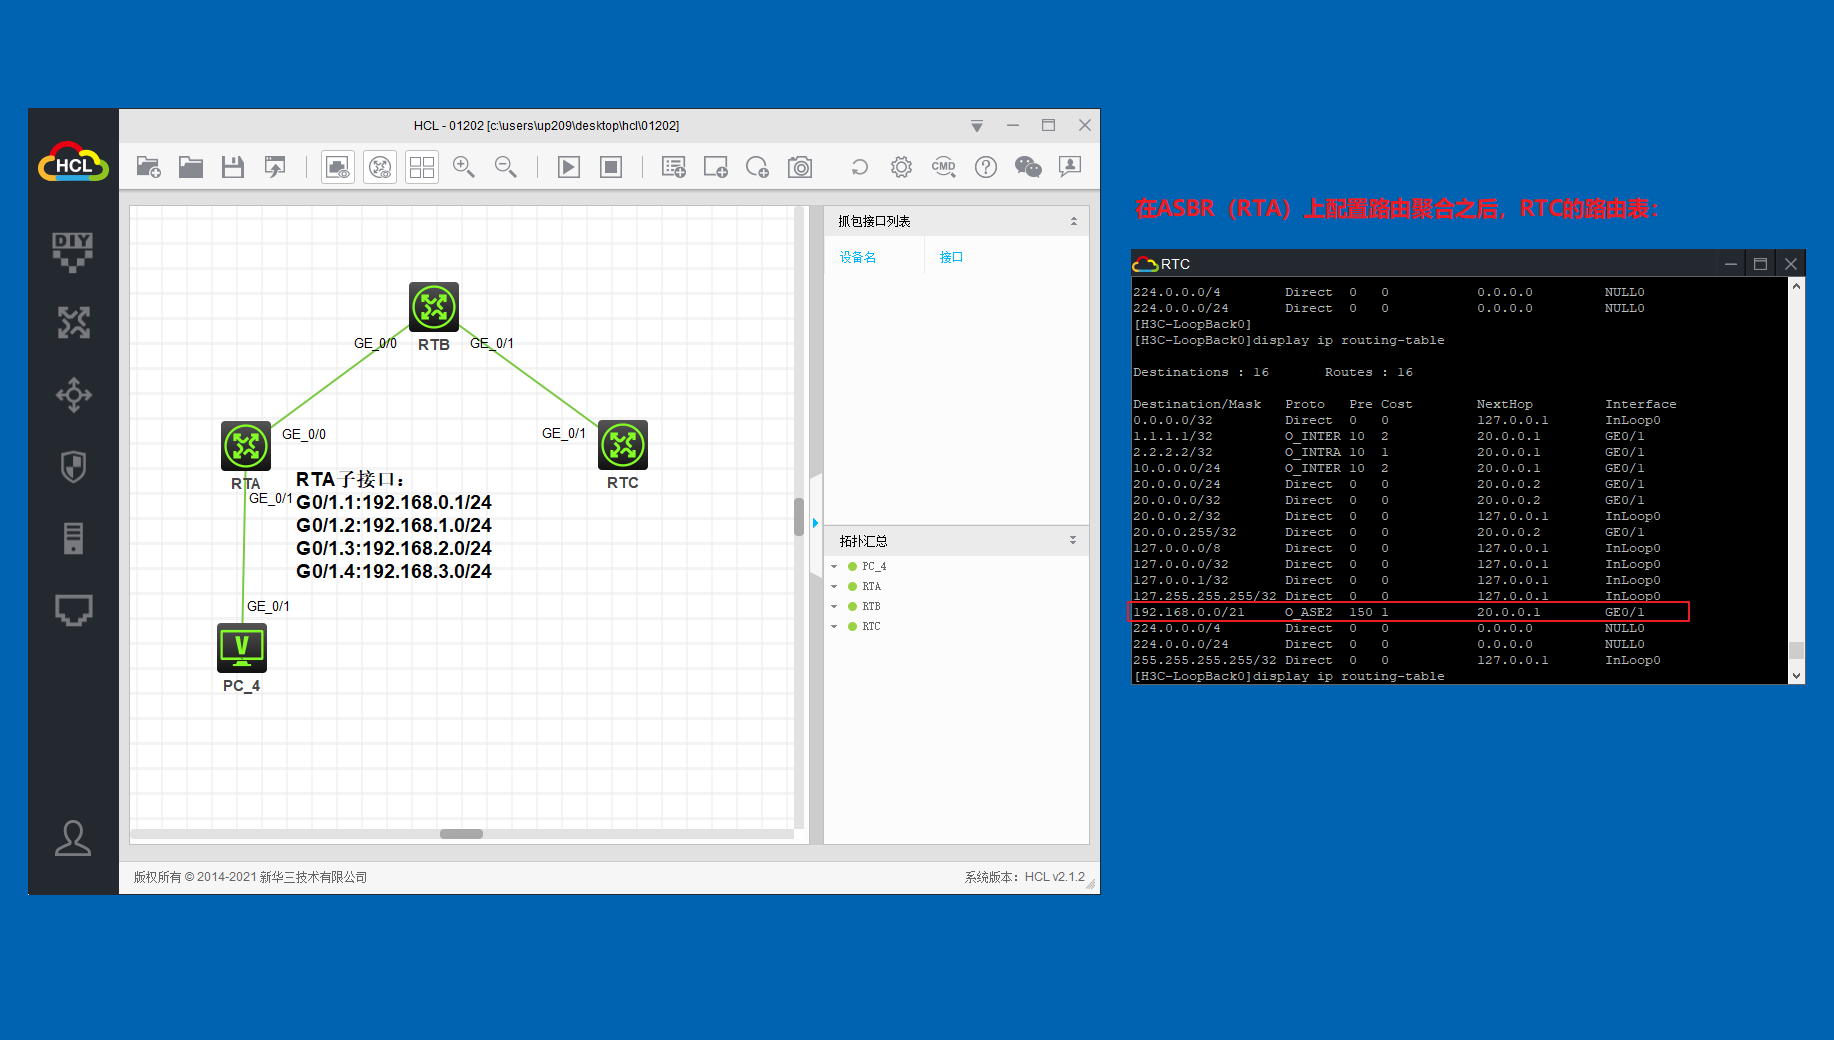 HCL - 01202 [c:\users\up209\desktop\hcl\01202]
HCL
CMD
DIY
GE_0/0
RTB
GE_0/1
GE_0/0
GE_0/1
RTA
RTC
GE_0/1
RTA子接口：
G0/1.1:192.168.0.1/24
G0/1.2:192.168.1.0/24
G0/1.3:192.168.2.0/24
G0/1.4:192.168.3.0/24
GE_0/1
V
PC_4
抓包接口列表
设备名 接口
拓扑汇总
PC_4
RTA
RTB
RTC
版权所有 © 2014-2021 新华三技术有限公司
系统版本：HCL v2.1.2
在ASBR（RTA）上配置路由聚合之后，RTC的路由表：
RTC
224.0.0.0/4 Direct 0 0 0.0.0.0 NULL0
224.0.0.0/24 Direct 0 0 0.0.0.0 NULL0
[H3C-LoopBack0]
[H3C-LoopBack0]display ip routing-table
Destinations : 16 Routes : 16
Destination/Mask Proto Pre Cost NextHop Interface
0.0.0.0/32 Direct 0 0 127.0.0.1 InLoop0
1.1.1.1/32 O_INTER 10 2 20.0.0.1 GE0/1
2.2.2.2/32 O_INTRA 10 1 20.0.0.1 GE0/1
10.0.0.0/24 O_INTER 10 2 20.0.0.1 GE0/1
20.0.0.0/24 Direct 0 0 20.0.0.2 GE0/1
20.0.0.0/32 Direct 0 0 20.0.0.2 GE0/1
20.0.0.2/32 Direct 0 0 127.0.0.1 InLoop0
20.0.0.255/32 Direct 0 0 20.0.0.2 GE0/1
127.0.0.0/8 Direct 0 0 127.0.0.1 InLoop0
127.0.0.0/32 Direct 0 0 127.0.0.1 InLoop0
127.0.0.1/32 Direct 0 0 127.0.0.1 InLoop0
127.255.255.255/32 Direct 0 0 127.0.0.1 InLoop0
192.168.0.0/21 O_ASE2 150 1 20.0.0.1 GE0/1
224.0.0.0/4 Direct 0 0 0.0.0.0 NULL0
224.0.0.0/24 Direct 0 0 0.0.0.0 NULL0
255.255.255.255/32 Direct 0 0 127.0.0.1 InLoop0
[H3C-LoopBack0]display ip routing-table